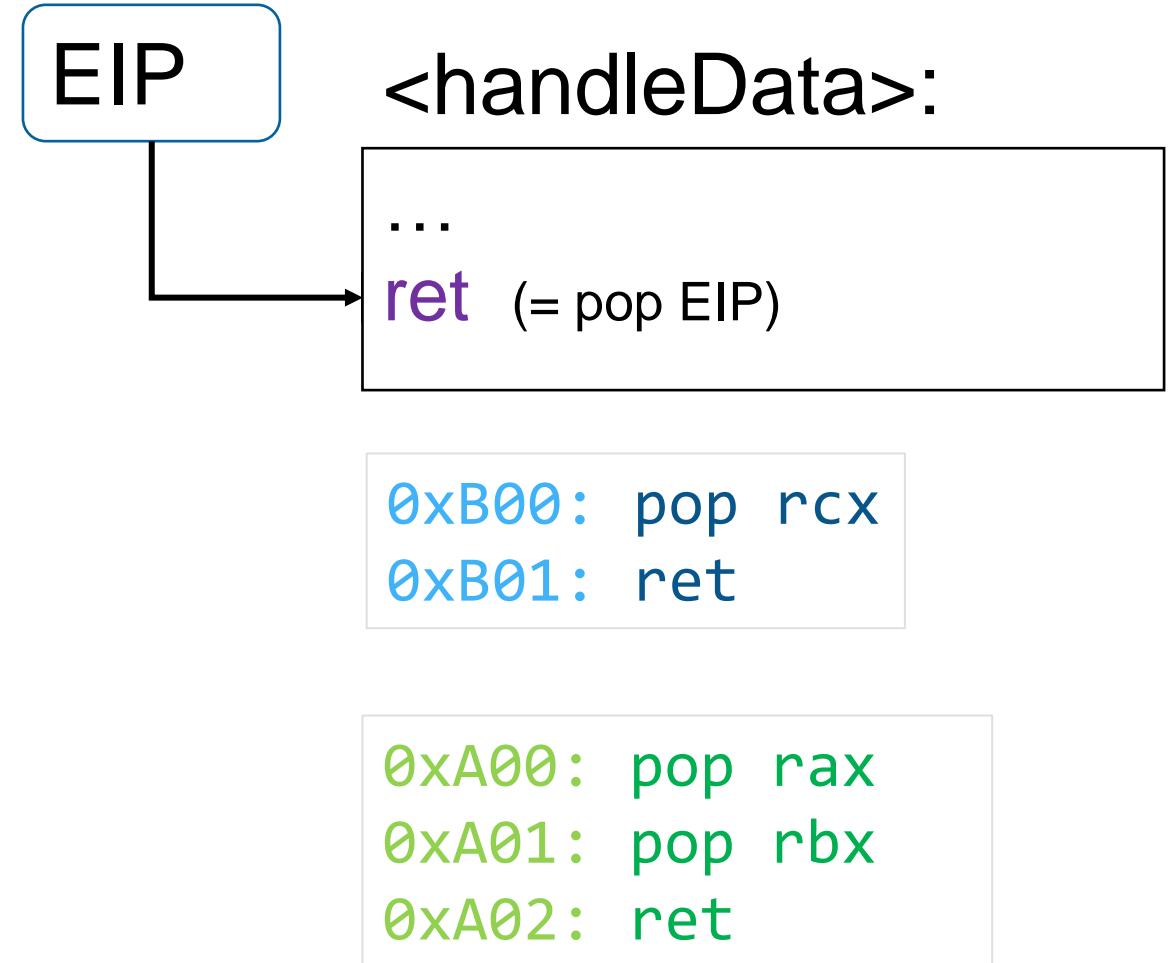 EIP
<handleData>:
…
ret (= pop EIP)
0xB00: pop rcx
0xB01: ret
0xA00: pop rax
0xA01: pop rbx
0xA02: ret